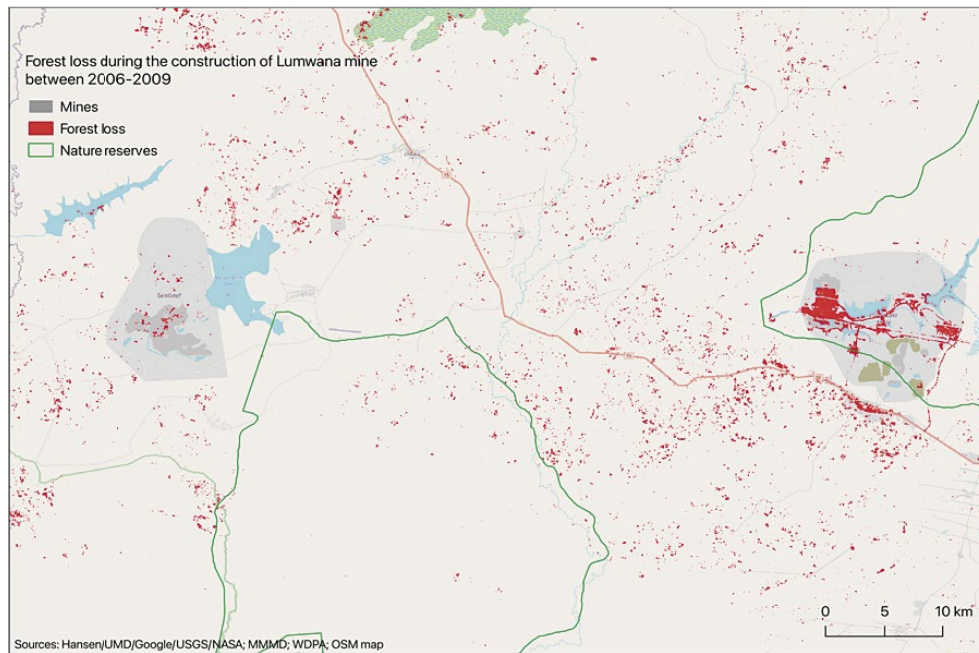 Forest loss during the construction of Lumwana mine
between 2006-2009
Mines
Forest loss
Nature reserves
Sentinel
0 5 10 km
Sources: Hansen/UMD/Google/USGS/NASA; MMMD; WDPA; OSM map